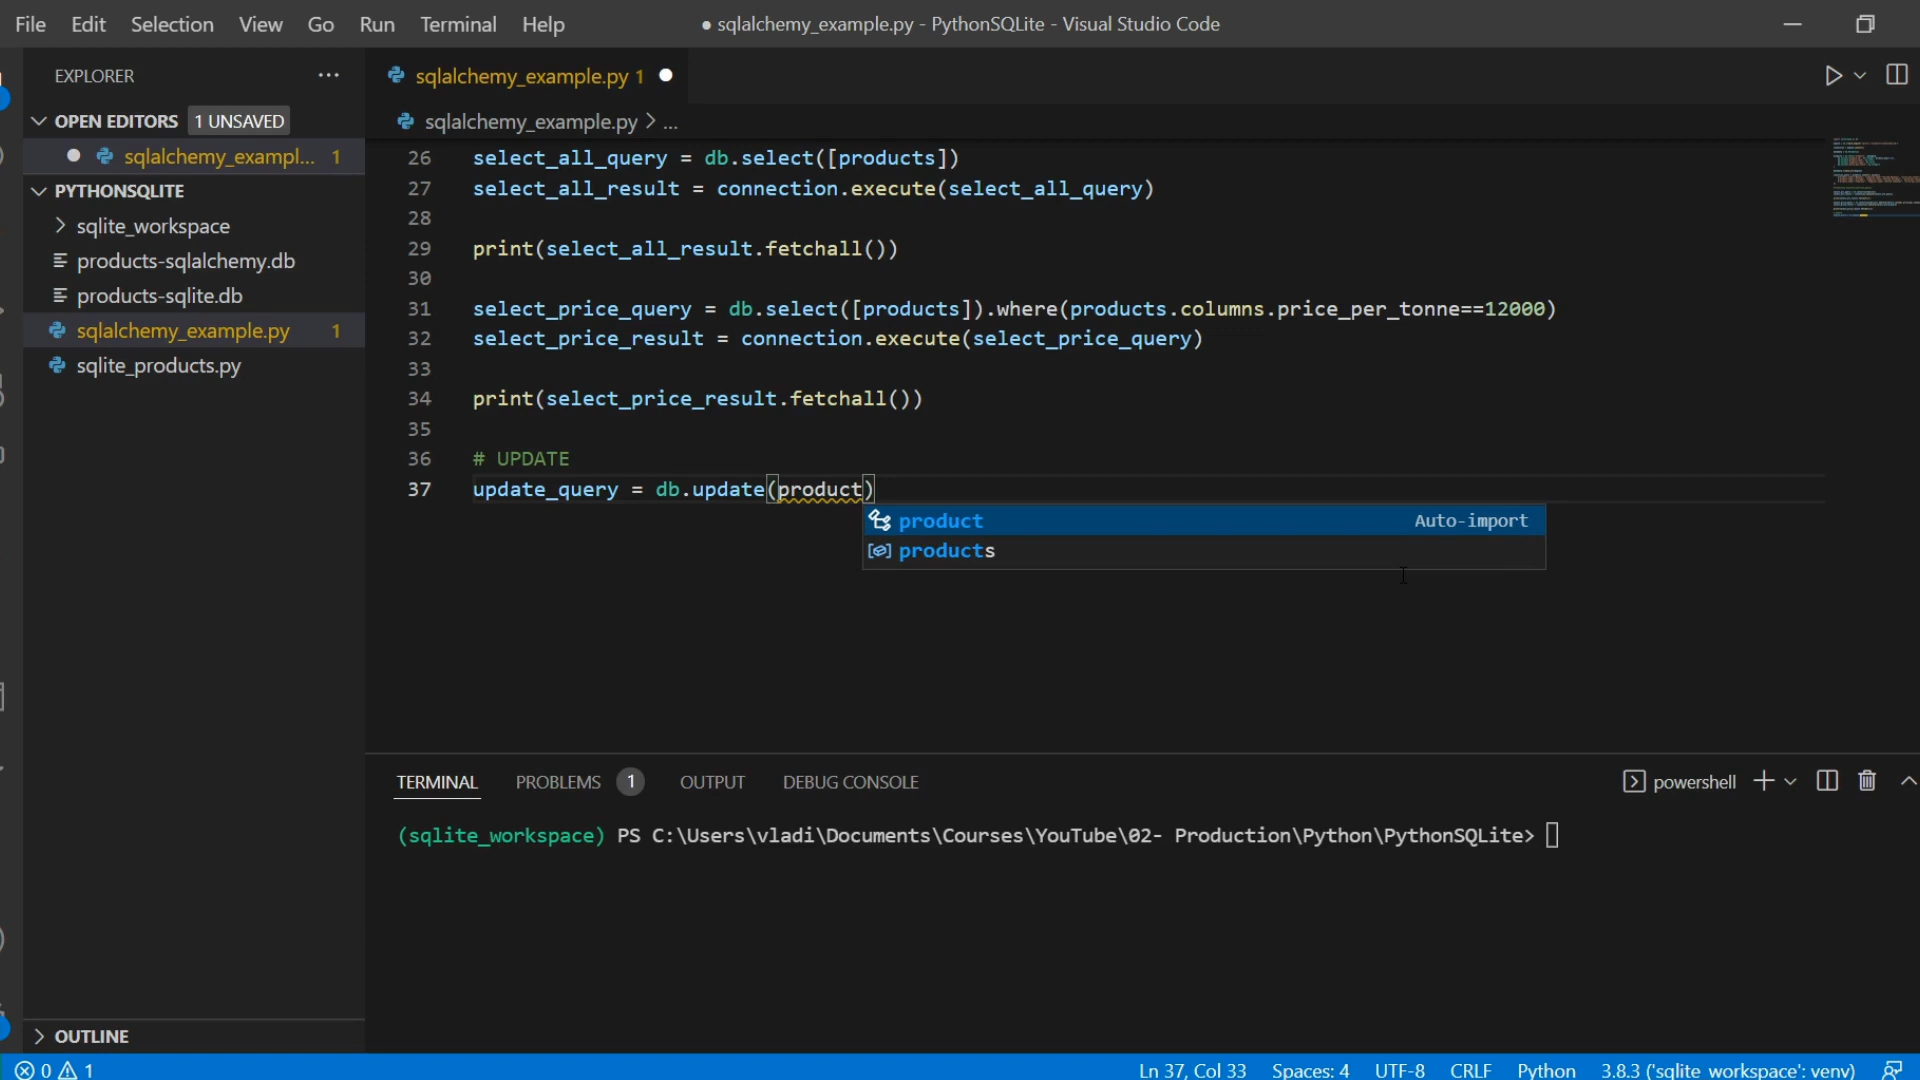 File Edit Selection View Go Run Terminal Help ● sqlalchemy_example.py - PythonSQLite - Visual Studio Code
EXPLORER ···
sqlalchemy_example.py 1
OPEN EDITORS 1 UNSAVED
sqlalchemy_exampl... 1
PYTHONSQLITE
sqlite_workspace
products-sqlalchemy.db
products-sqlite.db
sqlalchemy_example.py 1
sqlite_products.py
OUTLINE
sqlalchemy_example.py > ...
26 select_all_query = db.select([products])
27 select_all_result = connection.execute(select_all_query)
28
29 print(select_all_result.fetchall())
30
31 select_price_query = db.select([products]).where(products.columns.price_per_tonne==12000)
32 select_price_result = connection.execute(select_price_query)
33
34 print(select_price_result.fetchall())
35
36 # UPDATE
37 update_query = db.update(product)
product Auto-import
products
TERMINAL PROBLEMS 1 OUTPUT DEBUG CONSOLE powershell
(sqlite_workspace) PS C:\Users\vladi\Documents\Courses\YouTube\02- Production\Python\PythonSQLite>
0 1 Ln 37, Col 33 Spaces: 4 UTF-8 CRLF Python 3.8.3 ('sqlite_workspace': venv)